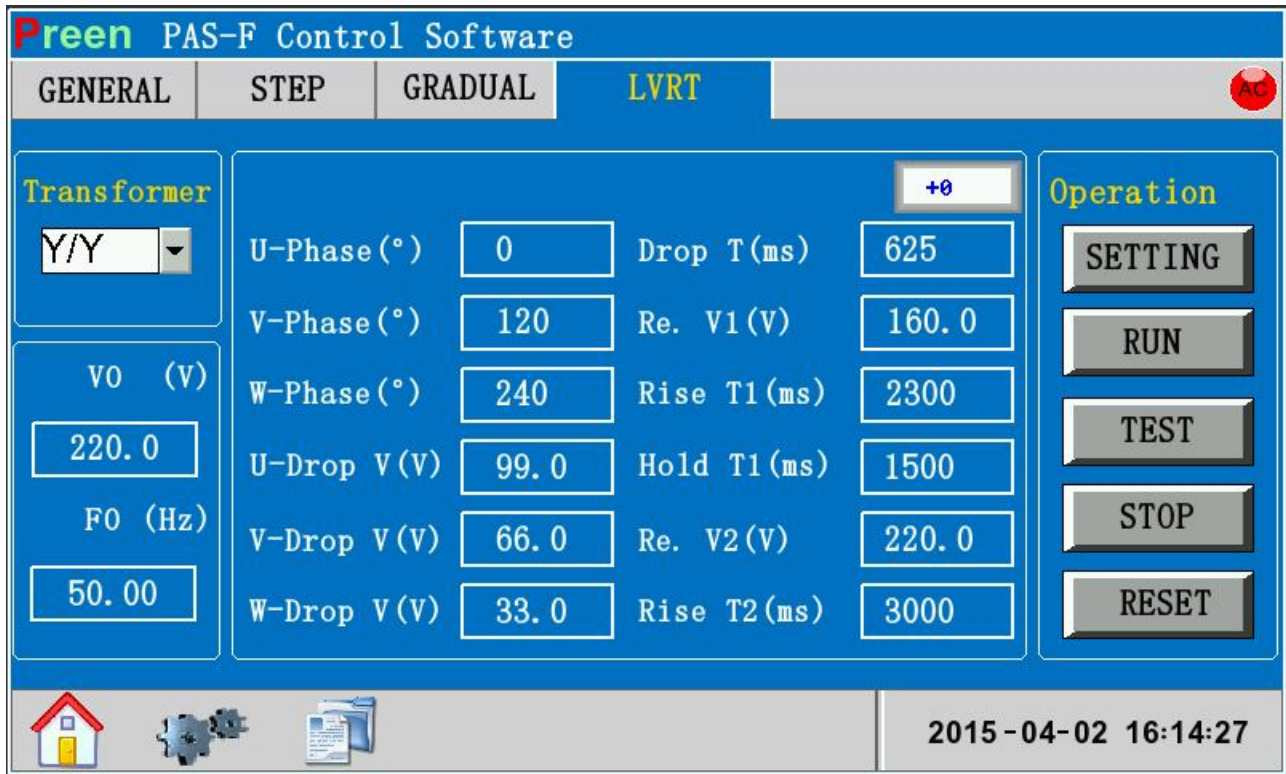 Preen PAS-F Control Software
GENERAL STEP GRADUAL LVRT AC
Transformer
Y/Y
V0 (V)
220.0
F0 (Hz)
50.00
+0
U-Phase(°) 0 Drop T(ms) 625
V-Phase(°) 120 Re. V1(V) 160.0
W-Phase(°) 240 Rise T1(ms) 2300
U-Drop V(V) 99.0 Hold T1(ms) 1500
V-Drop V(V) 66.0 Re. V2(V) 220.0
W-Drop V(V) 33.0 Rise T2(ms) 3000
Operation
SETTING
RUN
TEST
STOP
RESET
2015-04-02 16:14:27